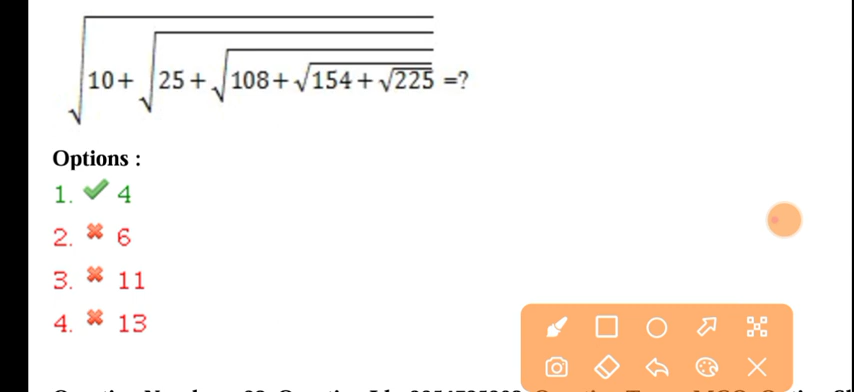 √(10+√(25+√(108+√(154+√225)))) =?
Options :
1. ✔ 4
2. ✖ 6
3. ✖ 11
4. ✖ 13